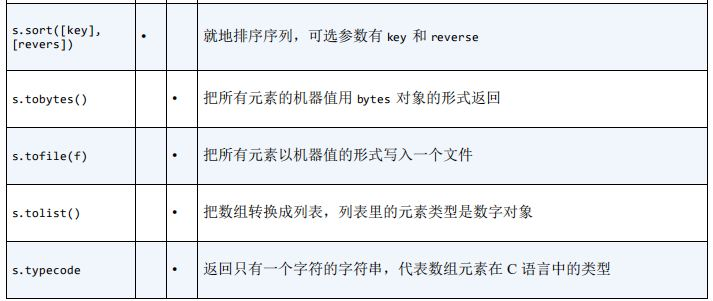 s.sort([key], • 就地排序序列，可选参数有 key 和 reverse
[revers])
s.tobytes() • 把所有元素的机器值用 bytes 对象的形式返回
s.tofile(f) • 把所有元素以机器值的形式写入一个文件
s.tolist() • 把数组转换成列表，列表里的元素类型是数字对象
s.typecode • 返回只有一个字符的字符串，代表数组元素在 C 语言中的类型